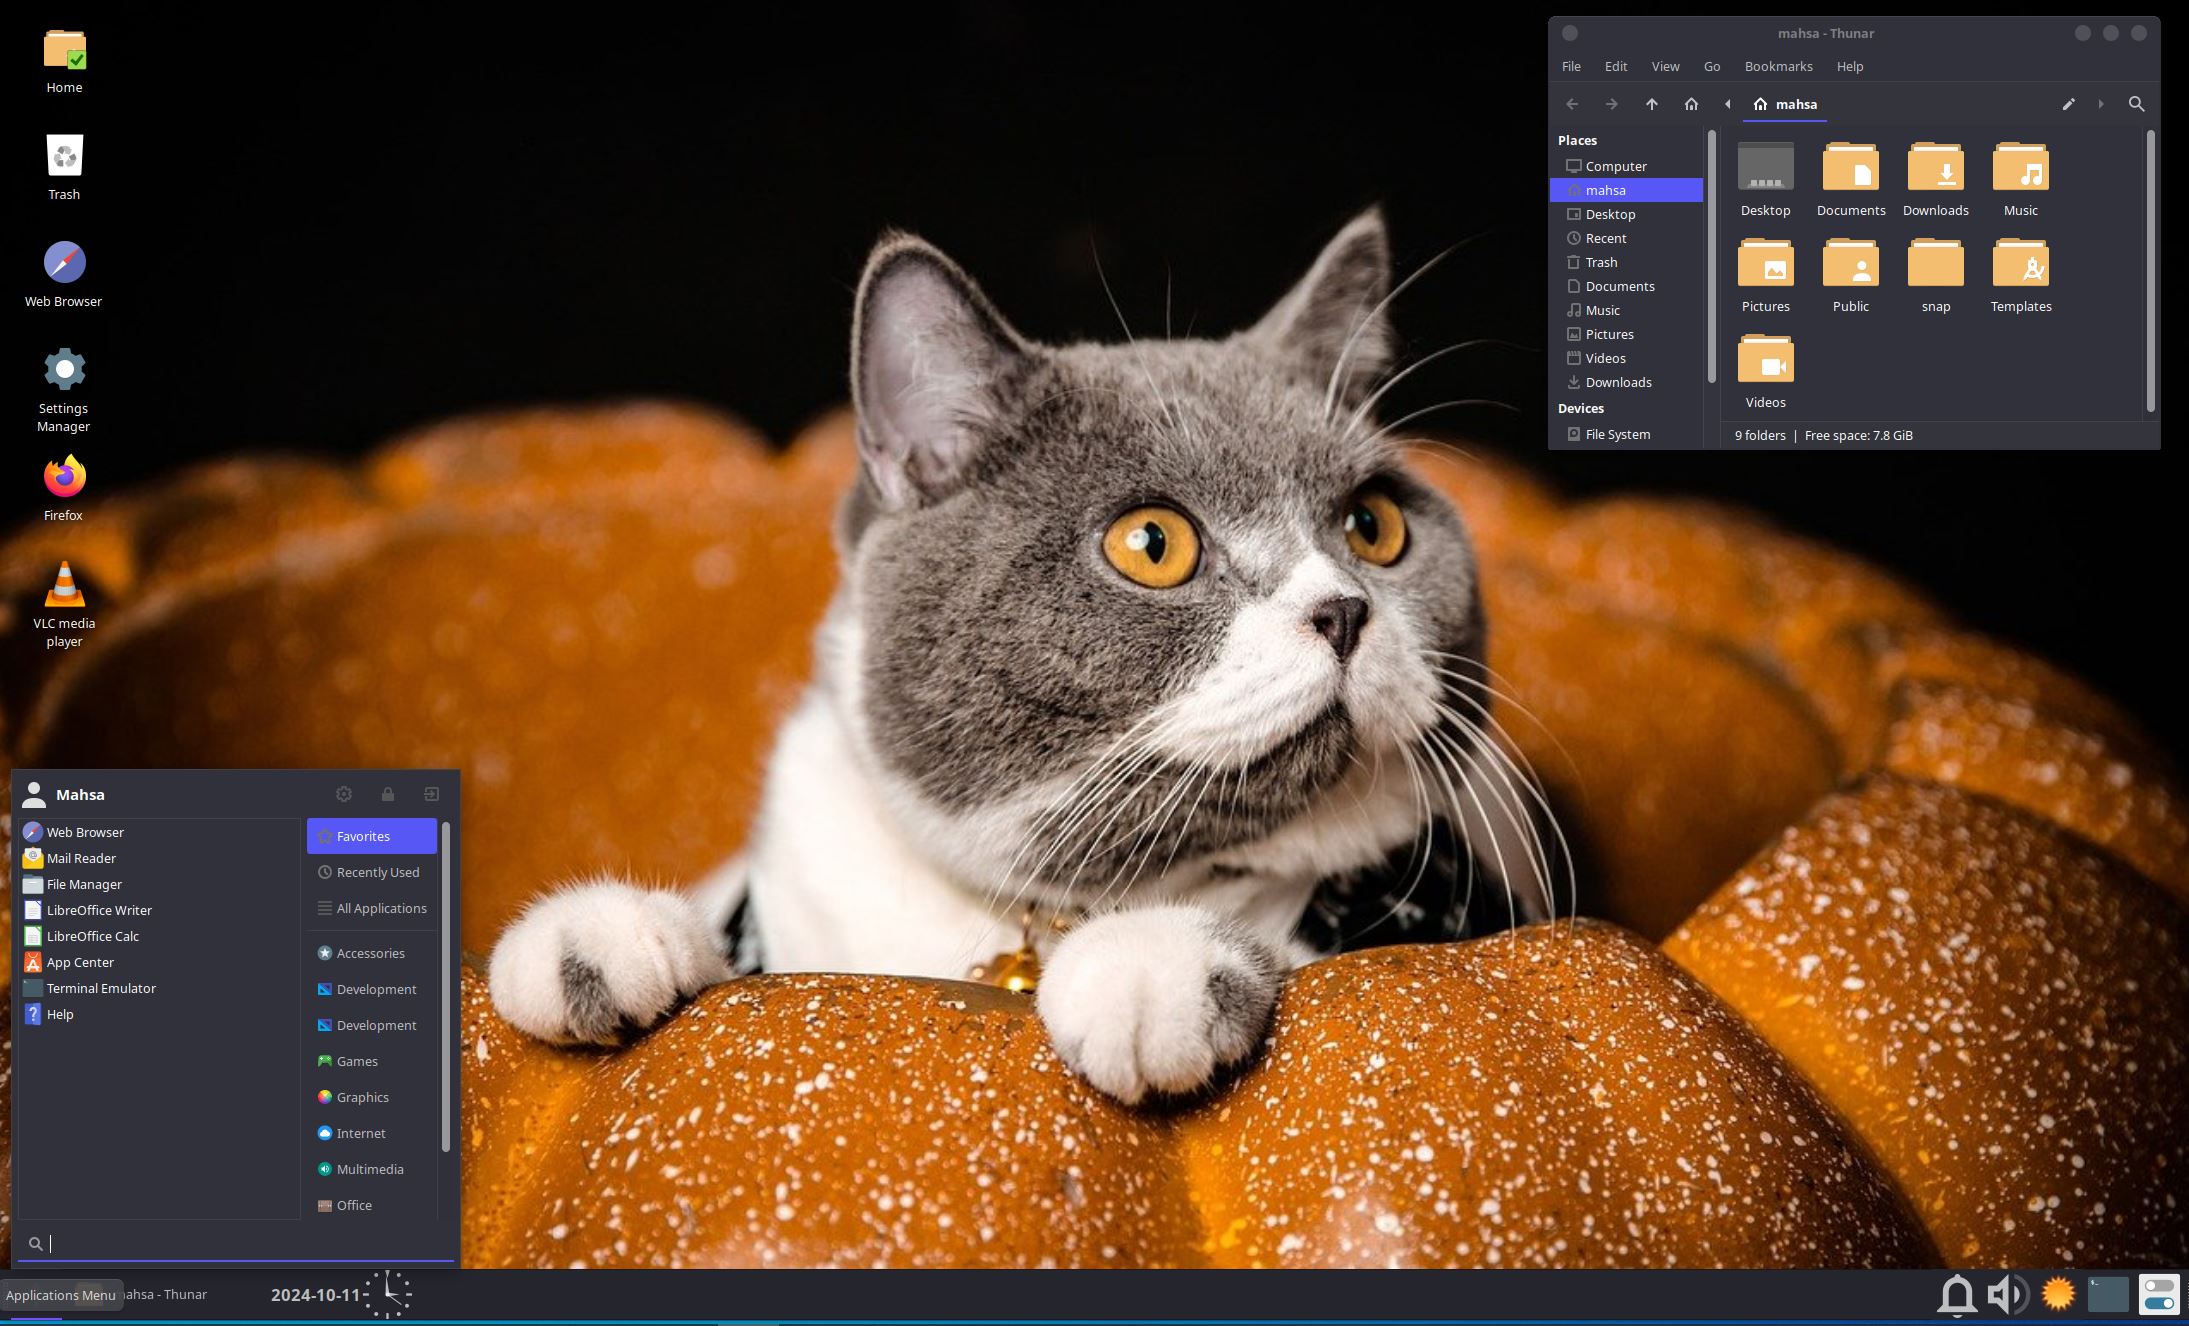 Home
Trash
Web Browser
Settings
Manager
Firefox
VLC media
player
mahsa - Thunar
File Edit View Go Bookmarks Help
mahsa
Places
Computer
mahsa
Desktop
Recent
Trash
Documents
Music
Pictures
Videos
Downloads
Devices
File System
Desktop Documents Downloads Music
Pictures Public snap Templates
Videos
9 folders | Free space: 7.8 GiB
Mahsa
Web Browser
Mail Reader
File Manager
LibreOffice Writer
LibreOffice Calc
App Center
Terminal Emulator
Help
Favorites
Recently Used
All Applications
Accessories
Development
Development
Games
Graphics
Internet
Multimedia
Office
Applications Menu
ahsa - Thunar
2024-10-11